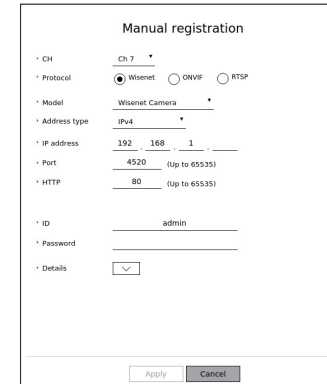 Manual registration
CH Ch 7
Protocol Wisenet ONVIF RTSP
Model Wisenet Camera
Address type IPv4
IP address 192 . 168 . 1 .
Port 4520 (Up to 65535)
HTTP 80 (Up to 65535)
ID admin
Password
Details
Apply Cancel